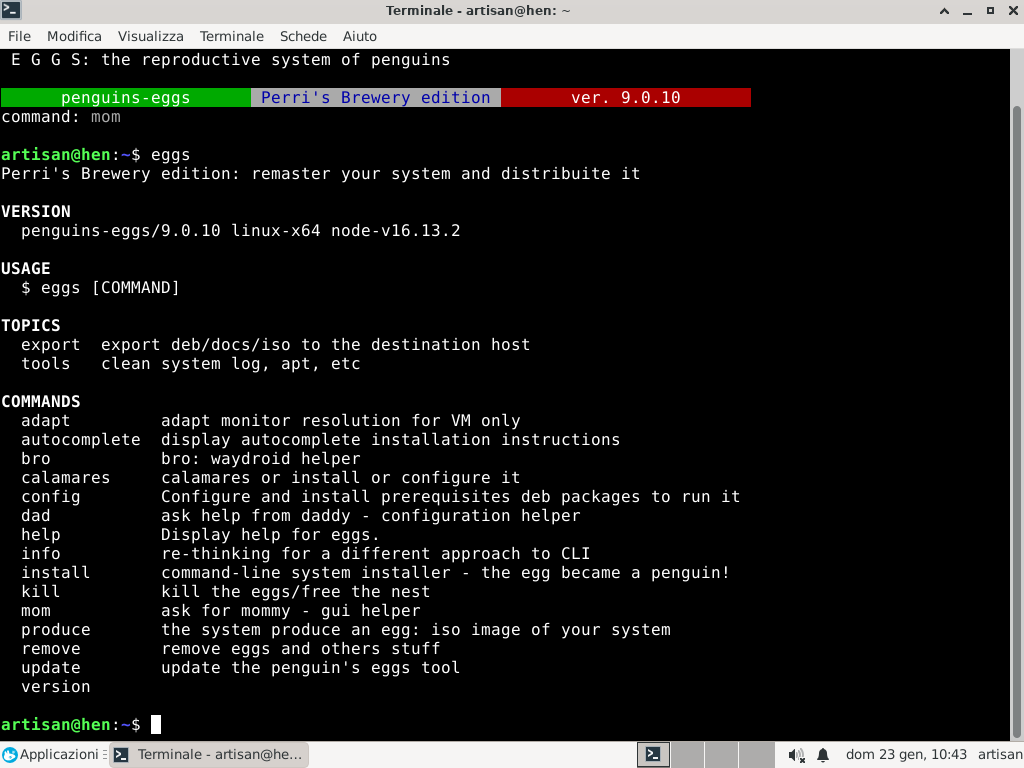 Terminale - artisan@hen: ~
File Modifica Visualizza Terminale Schede Aiuto
E G G S: the reproductive system of penguins
penguins-eggs Perri's Brewery edition ver. 9.0.10
command: mom
artisan@hen:~$ eggs
Perri's Brewery edition: remaster your system and distribuite it
VERSION
penguins-eggs/9.0.10 linux-x64 node-v16.13.2
USAGE
$ eggs [COMMAND]
TOPICS
export export deb/docs/iso to the destination host
tools clean system log, apt, etc
COMMANDS
adapt adapt monitor resolution for VM only
autocomplete display autocomplete installation instructions
bro bro: waydroid helper
calamares calamares or install or configure it
config Configure and install prerequisites deb packages to run it
dad ask help from daddy - configuration helper
help Display help for eggs.
info re-thinking for a different approach to CLI
install command-line system installer - the egg became a penguin!
kill kill the eggs/free the nest
mom ask for mommy - gui helper
produce the system produce an egg: iso image of your system
remove remove eggs and others stuff
update update the penguin's eggs tool
version
artisan@hen:~$
Applicazioni Terminale - artisan@he... dom 23 gen, 10:43 artisan